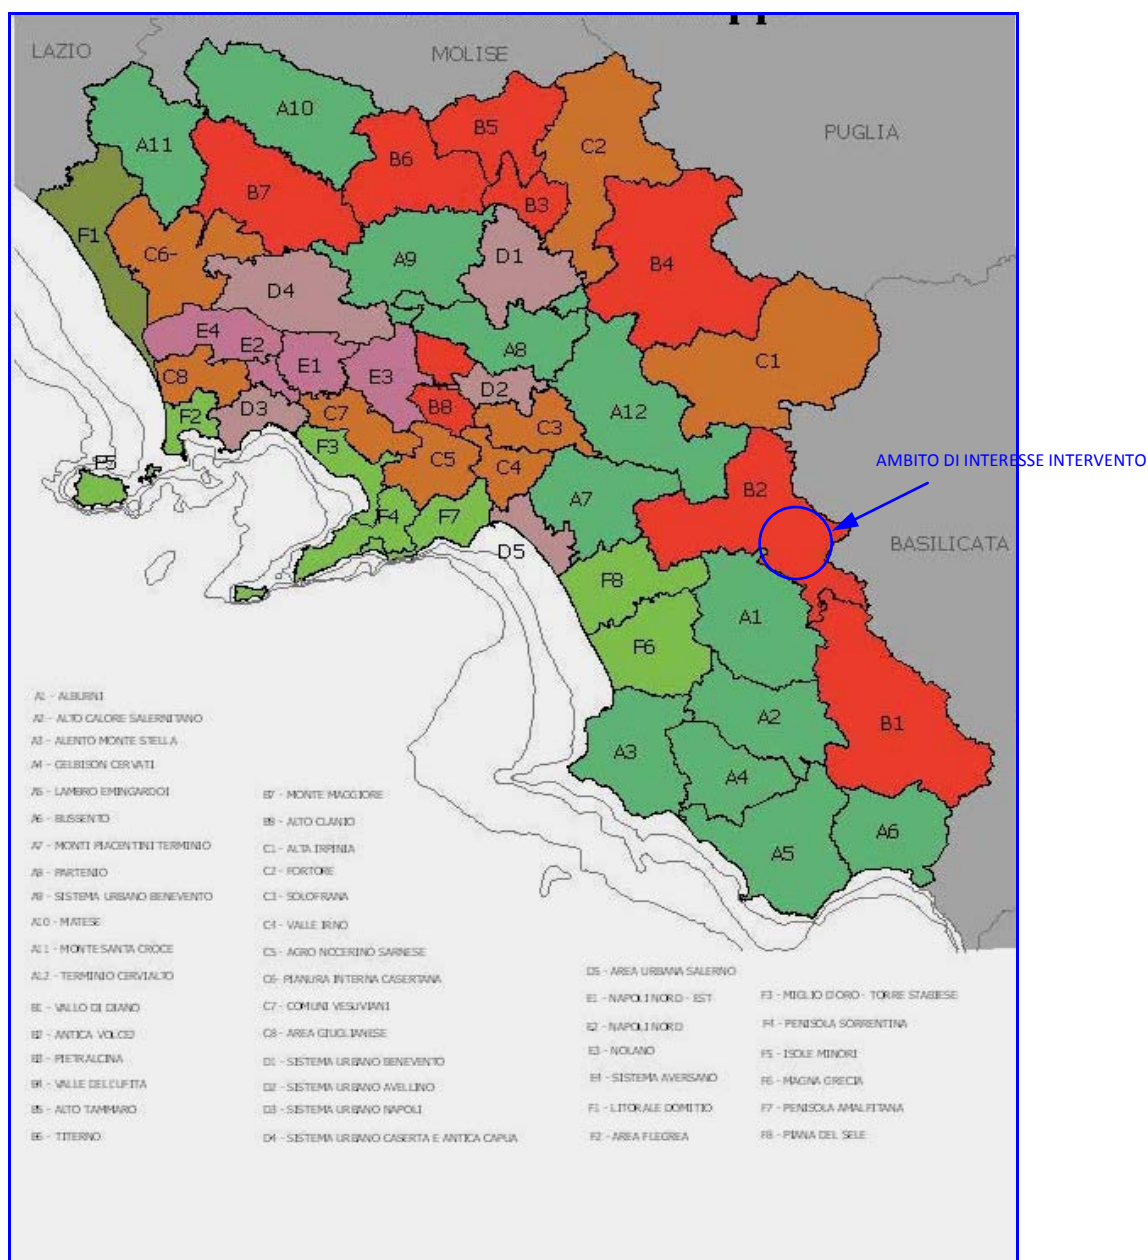 pp
LAZIO
MOLISE
A10
B5
C2
PUGLIA
A11
B6
B7
B3
F1
C6-
A9
D1
B4
D4
E4
E2
A8
E1
E3
C1
C8
D2
F2
D3
C7
B8
C3
A12
F3
C5
C4
F5
AMBITO DI INTERESSE INTERVENTO
B2
A7
F4
F7
D5
BASILICATA
F8
A1
F6
A2
B1
A3
A4
A6
A5
A1 - ALBURNI
A2 - ALTO CALORE SALERNITANO
A3 - ALENTO MONTE STELLA
A4 - GELBISON CERVATI
A5 - LAMBRO EMINGARDOI
A6 - BUSSENTO
A7 - MONTI PIACENTINI TERMINIO
A8 - PARTENIO
A9 - SISTEMA URBANO BENEVENTO
A10 - MATESE
A11 - MONTE SANTA CROCE
A12 - TERMINIO CERVIALTO
B1 - VALLO DI DIANO
B2 - ANTICA VOLCEJ
B3 - PIETRALCINA
B4 - VALLE DELL'UFITA
B5 - ALTO TAMMARO
B6 - TITERNO
B7 - MONTE MAGGIORE
B8 - ALTO CLANIO
C1 - ALTA IRPINIA
C2 - FORTORE
C3 - SOLOFRANA
C4 - VALLE IRNO
C5 - AGRO NOCERINO SARNESE
C6- PIANURA INTERNA CASERTANA
C7 - COMUNI VESUVIANI
C8 - AREA GIUGLIANESE
D1 - SISTEMA URBANO BENEVENTO
D2 - SISTEMA URBANO AVELLINO
D3 - SISTEMA URBANO NAPOLI
D4 - SISTEMA URBANO CASERTA E ANTICA CAPUA
D5 - AREA URBANA SALERNO
E1 - NAPOLI NORD - EST
E2 - NAPOLI NORD
E3 - NOLANO
E4 - SISTEMA AVERSANO
F1 - LITORALE DOMITIO
F2 - AREA FLEGREA
F3 - MIGLIO D'ORO - TORRE STABIESE
F4 - PENISOLA SORRENTINA
F5 - ISOLE MINORI
F6 - MAGNA GRECIA
F7 - PENISOLA AMALFITANA
F8 - PIANA DEL SELE